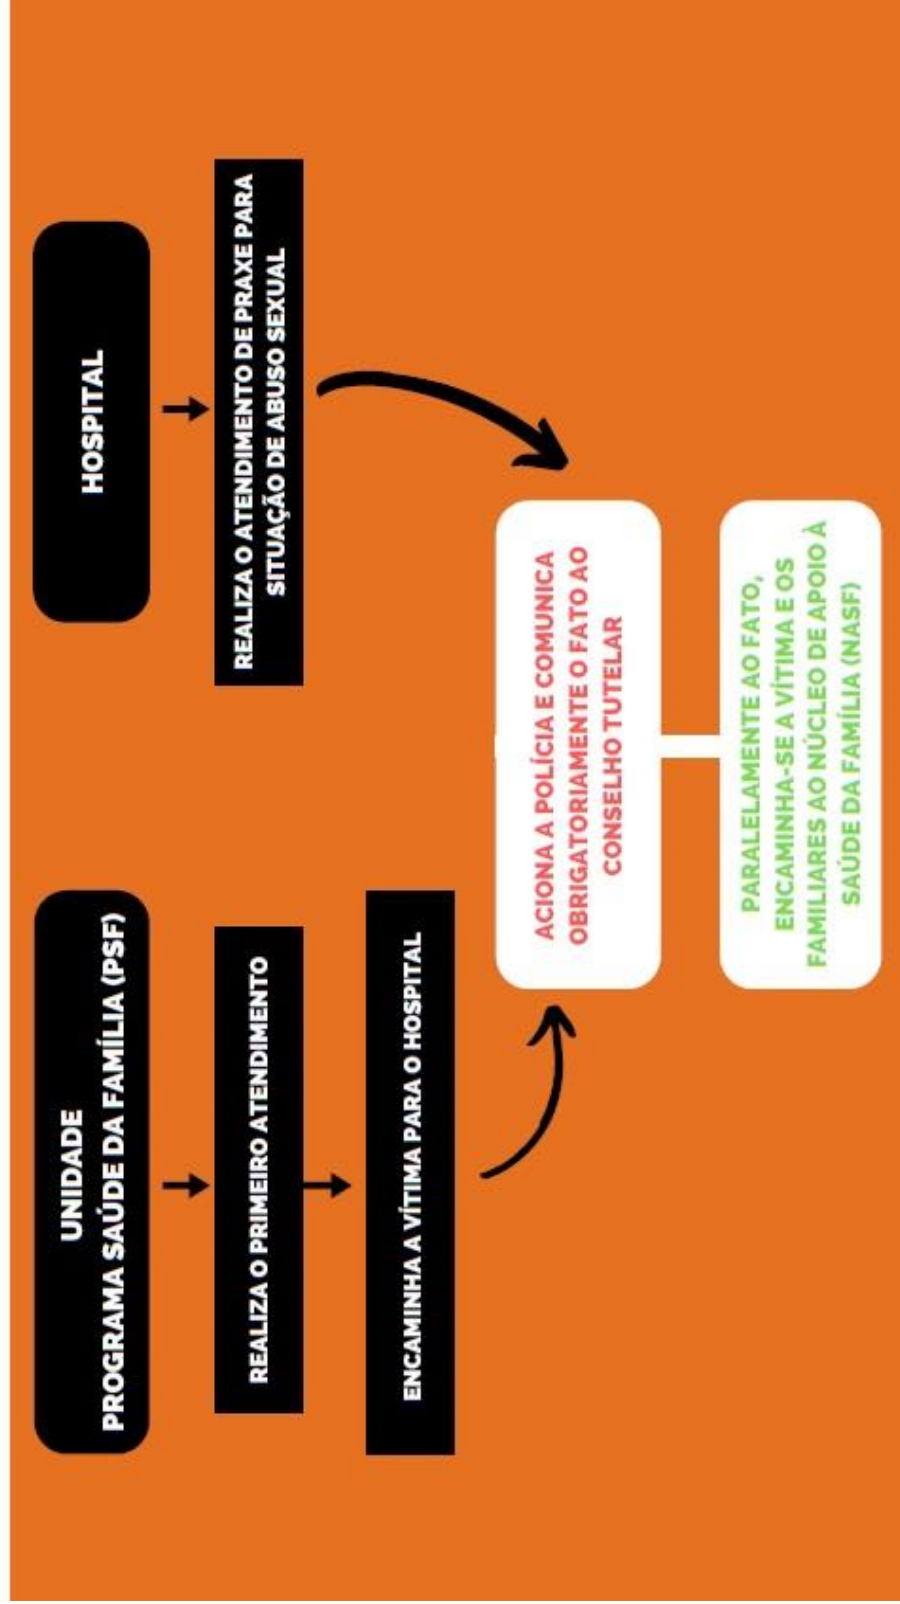 UNIDADE
PROGRAMA SAÚDE DA FAMÍLIA (PSF)
REALIZA O PRIMEIRO ATENDIMENTO
ENCAMINHA A VÍTIMA PARA O HOSPITAL
HOSPITAL
REALIZA O ATENDIMENTO DE PRAXE PARA
SITUAÇÃO DE ABUSO SEXUAL
ACIONA A POLÍCIA E COMUNICA
OBRIGATORIAMENTE O FATO AO
CONSELHO TUTELAR
PARALELAMENTE AO FATO,
ENCAMINHA-SE A VÍTIMA E OS
FAMILIARES AO NÚCLEO DE APOIO À
SAÚDE DA FAMÍLIA (NASF)